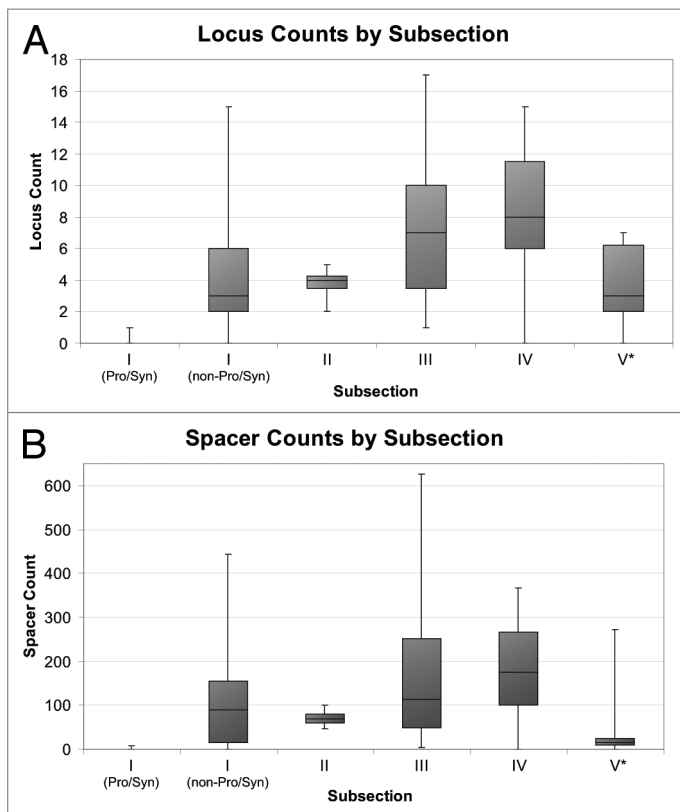 A
Locus Counts by Subsection
18
16
14
12
10
8
6
4
2
0
Locus Count
I II III IV V*
(Pro/Syn) (non-Pro/Syn)
Subsection
B
Spacer Counts by Subsection
600
500
400
300
200
100
0
Spacer Count
I I II III IV V*
(Pro/Syn) (non-Pro/Syn)
Subsection